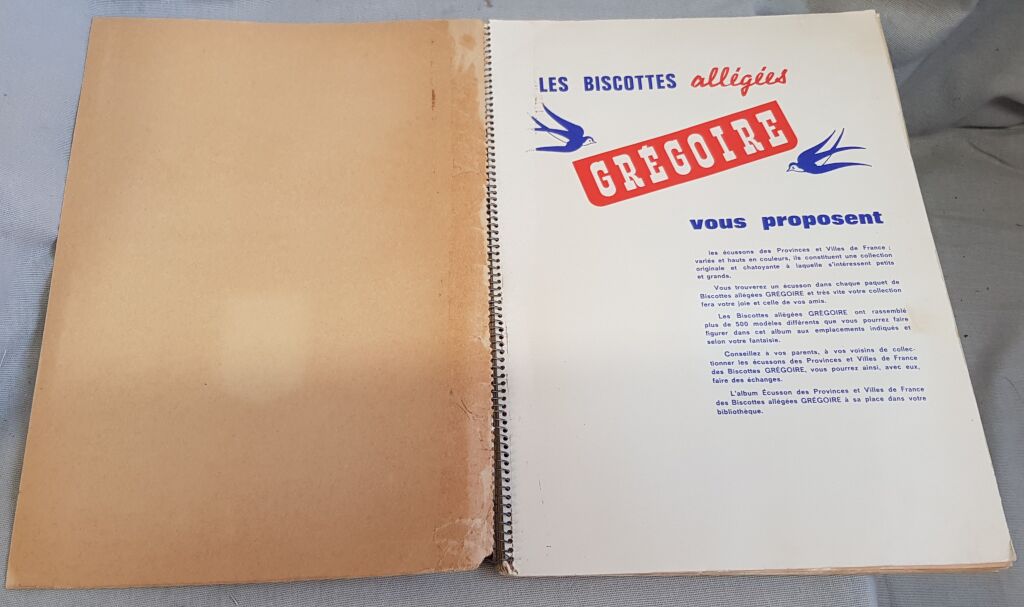 LES BISCOTTES allégées
GRÉGOIRE
vous proposent
les écussons des Provinces et Villes de France ;
variés et hauts en couleurs, ils constituent une collection
originale et chatoyante à laquelle s'intéressent petits
et grands.
Vous trouverez un écusson dans chaque paquet de
Biscottes allégées GRÉGOIRE et très vite votre collection
fera votre joie et celle de vos amis.
Les Biscottes allégées GRÉGOIRE ont rassemblé
plus de 500 modèles différents que vous pourrez faire
figurer dans cet album aux emplacements indiqués et
selon votre fantaisie.
Conseillez à vos parents, à vos voisins de collec-
tionner les écussons des Provinces et Villes de France
des Biscottes GRÉGOIRE, vous pourrez ainsi, avec eux,
faire des échanges.
L'album Écusson des Provinces et Villes de France
des Biscottes allégées GRÉGOIRE à sa place dans votre
bibliothèque.